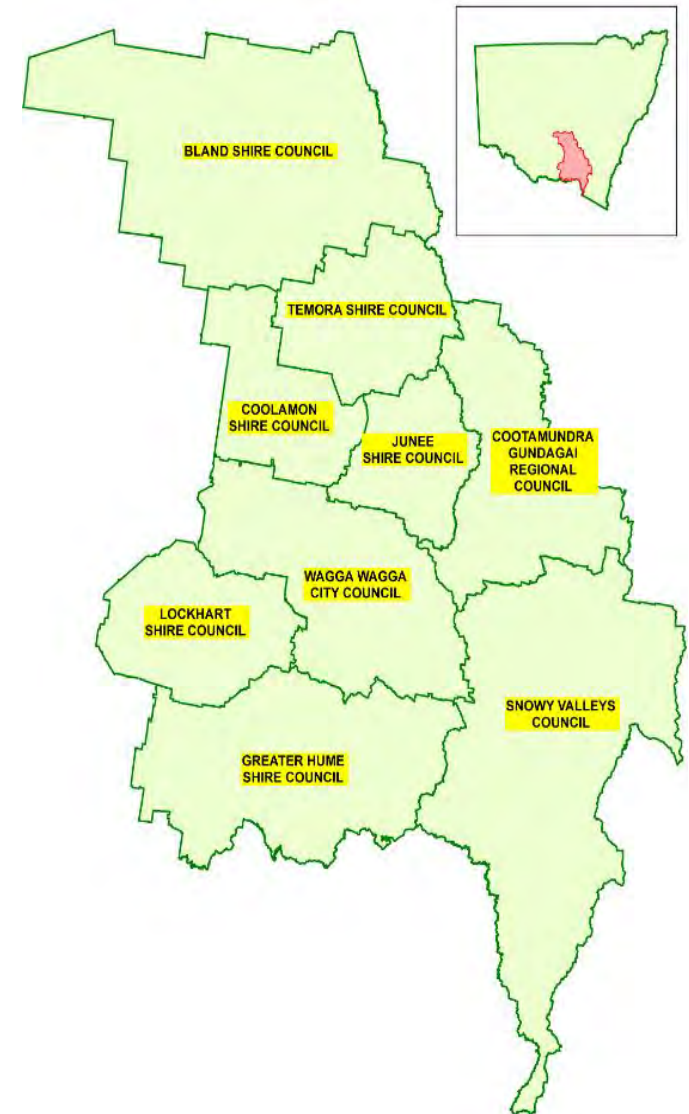 BLAND SHIRE COUNCIL
TEMORA SHIRE COUNCIL
COOLAMON
SHIRE COUNCIL
JUNEE
SHIRE COUNCIL
COOTAMUNDRA
GUNDAGAI
REGIONAL
COUNCIL
WAGGA WAGGA
CITY COUNCIL
LOCKHART
SHIRE COUNCIL
SNOWY VALLEYS
COUNCIL
GREATER HUME
SHIRE COUNCIL